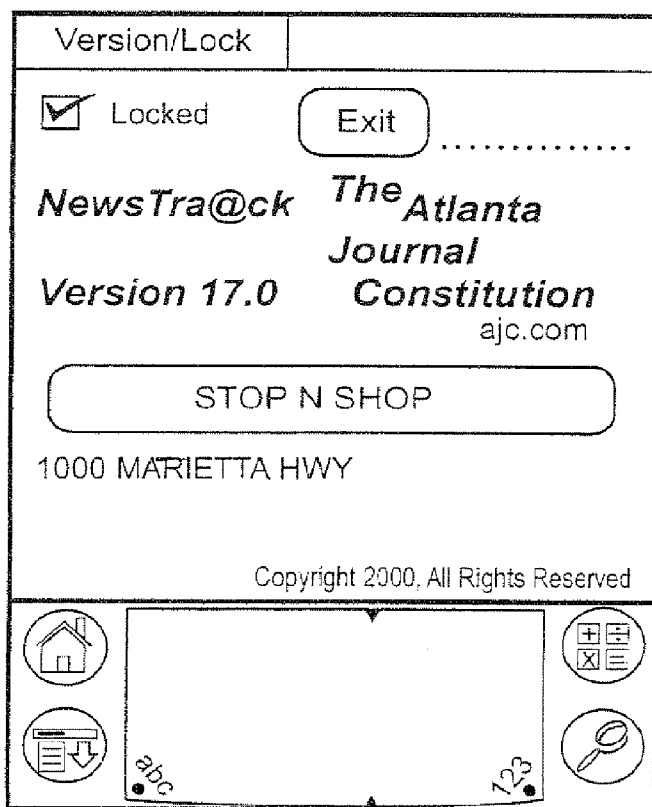 Version/Lock
Locked
Exit
..............
NewsTra@ck
Version 17.0
The Atlanta
Journal
Constitution
ajc.com
STOP N SHOP
1000 MARIETTA HWY
Copyright 2000, All Rights Reserved
abc
123